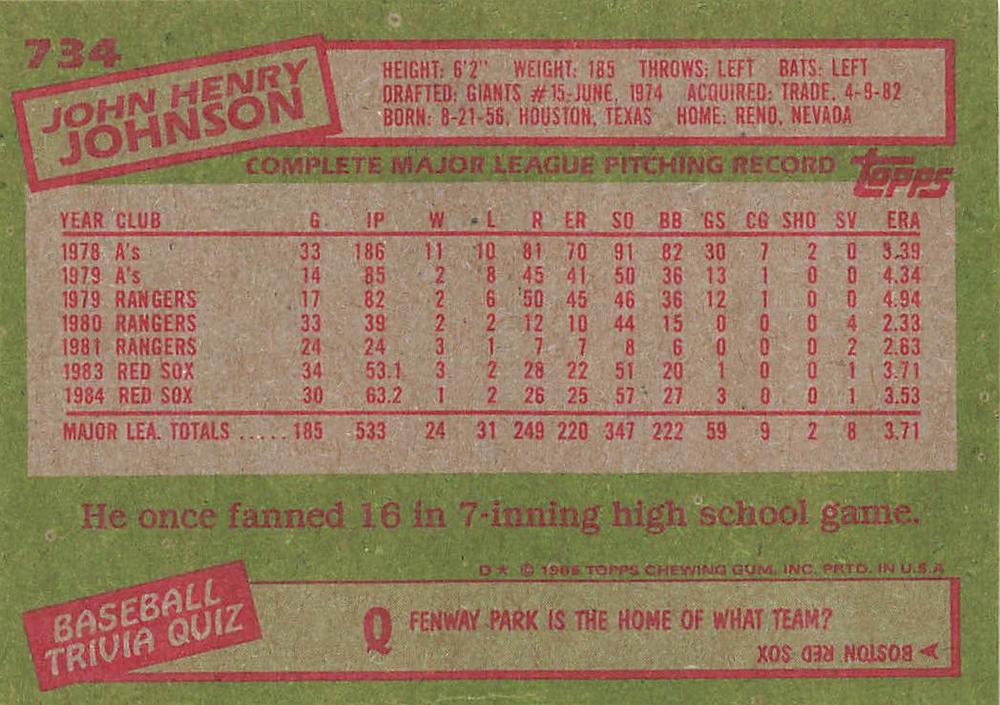 734
JOHN HENRY
JOHNSON
HEIGHT: 6'2" WEIGHT: 185 THROWS: LEFT BATS: LEFT
DRAFTED: GIANTS #15-JUNE, 1974 ACQUIRED: TRADE, 4-9-82
BORN: 8-21-56, HOUSTON, TEXAS HOME: RENO, NEVADA
COMPLETE MAJOR LEAGUE PITCHING RECORD
Topps
YEAR CLUB G IP W L R ER SO BB GS CG SHO SV ERA
1978 A's 33 186 11 10 81 70 91 82 30 7 2 0 3.39
1979 A's 14 85 2 8 45 41 50 36 13 1 0 0 4.34
1979 RANGERS 17 82 2 6 50 45 46 36 12 1 0 0 4.94
1980 RANGERS 33 39 2 2 12 10 44 15 0 0 0 4 2.33
1981 RANGERS 24 24 3 1 7 7 8 6 0 0 0 2 2.63
1983 RED SOX 34 53.1 3 2 28 22 51 20 1 0 0 1 3.71
1984 RED SOX 30 63.2 1 2 26 25 57 27 3 0 0 1 3.53
MAJOR LEA. TOTALS ..... 185 533 24 31 249 220 347 222 59 9 2 8 3.71
He once fanned 16 in 7-inning high school game.
D* © 1985 TOPPS CHEWING GUM, INC. PRTD. IN U.S.A
BASEBALL
TRIVIA QUIZ
Q FENWAY PARK IS THE HOME OF WHAT TEAM?
BOSTON RED SOX